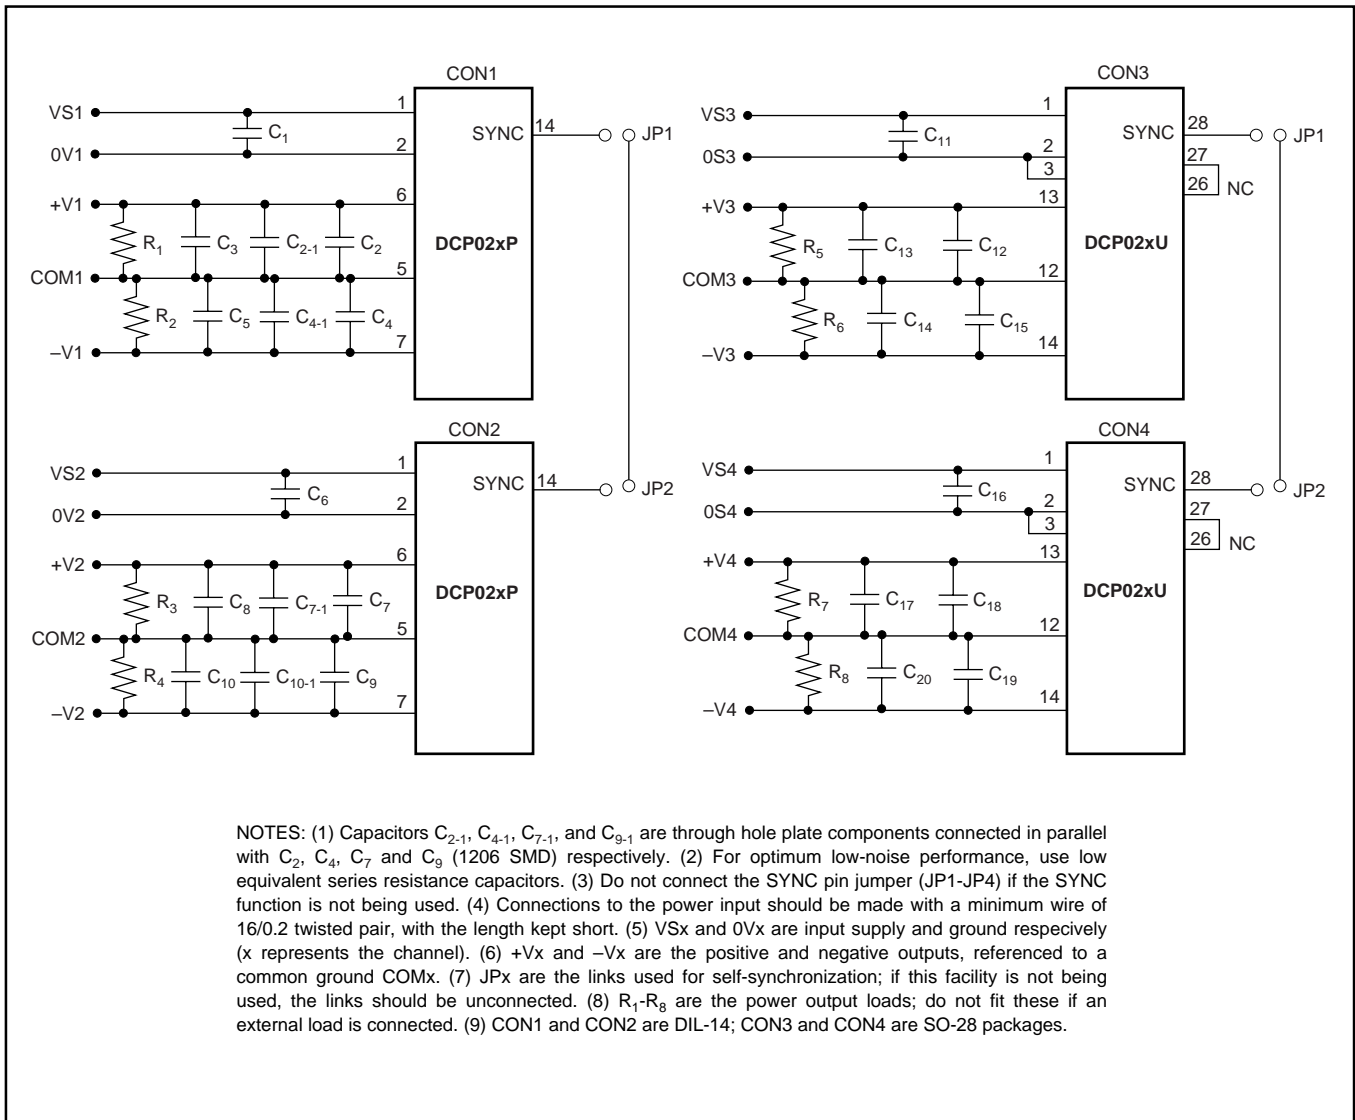 CON1
VS1
1
C1
SYNC
14
JP1
0V1
2
+V1
6
R1
C3
C2-1
C2
DCP02xP
COM1
5
R2
C5
C4-1
C4
–V1
7
CON2
VS2
1
C6
SYNC
14
JP2
0V2
2
+V2
6
R3
C8
C7-1
C7
DCP02xP
COM2
5
R4
C10
C10-1
C9
–V2
7
CON3
VS3
1
C11
SYNC
28
JP1
0S3
2
3
27
26
NC
+V3
13
R5
C13
C12
DCP02xU
COM3
12
R6
C14
C15
–V3
14
CON4
VS4
1
C16
SYNC
28
JP2
0S4
2
3
27
26
NC
+V4
13
R7
C17
C18
DCP02xU
COM4
12
R8
C20
C19
–V4
14
NOTES: (1) Capacitors C2-1, C4-1, C7-1, and C9-1 are through hole plate components connected in parallel
with C2, C4, C7 and C9 (1206 SMD) respectively. (2) For optimum low-noise performance, use low
equivalent series resistance capacitors. (3) Do not connect the SYNC pin jumper (JP1-JP4) if the SYNC
function is not being used. (4) Connections to the power input should be made with a minimum wire of
16/0.2 twisted pair, with the length kept short. (5) VSx and 0Vx are input supply and ground respecively
(x represents the channel). (6) +Vx and –Vx are the positive and negative outputs, referenced to a
common ground COMx. (7) JPx are the links used for self-synchronization; if this facility is not being
used, the links should be unconnected. (8) R1-R8 are the power output loads; do not fit these if an
external load is connected. (9) CON1 and CON2 are DIL-14; CON3 and CON4 are SO-28 packages.